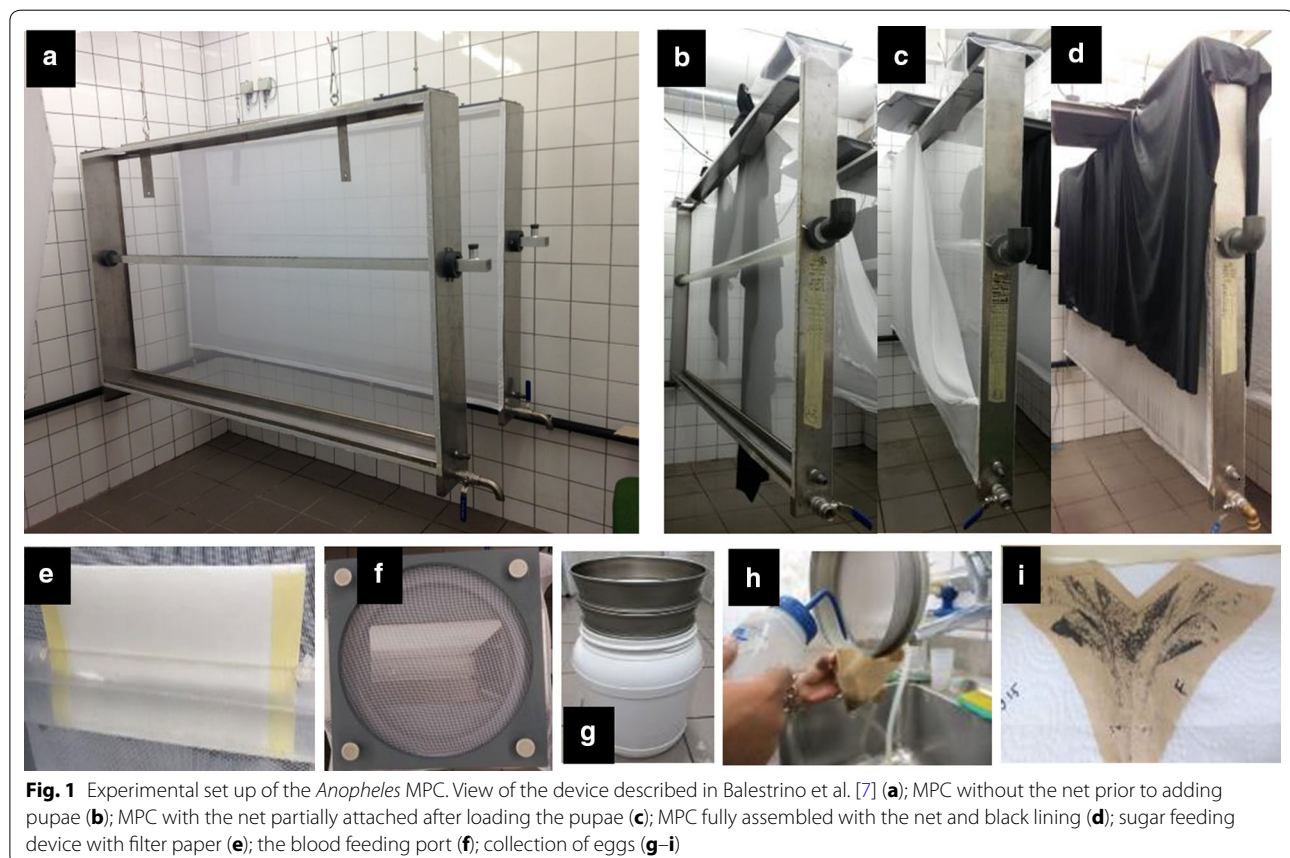 a
b
c
d
e
f
g
h
i
Fig. 1 Experimental set up of the Anopheles MPC. View of the device described in Balestrino et al. [7] (a); MPC without the net prior to adding
pupae (b); MPC with the net partially attached after loading the pupae (c); MPC fully assembled with the net and black lining (d); sugar feeding
device with filter paper (e); the blood feeding port (f); collection of eggs (g–i)